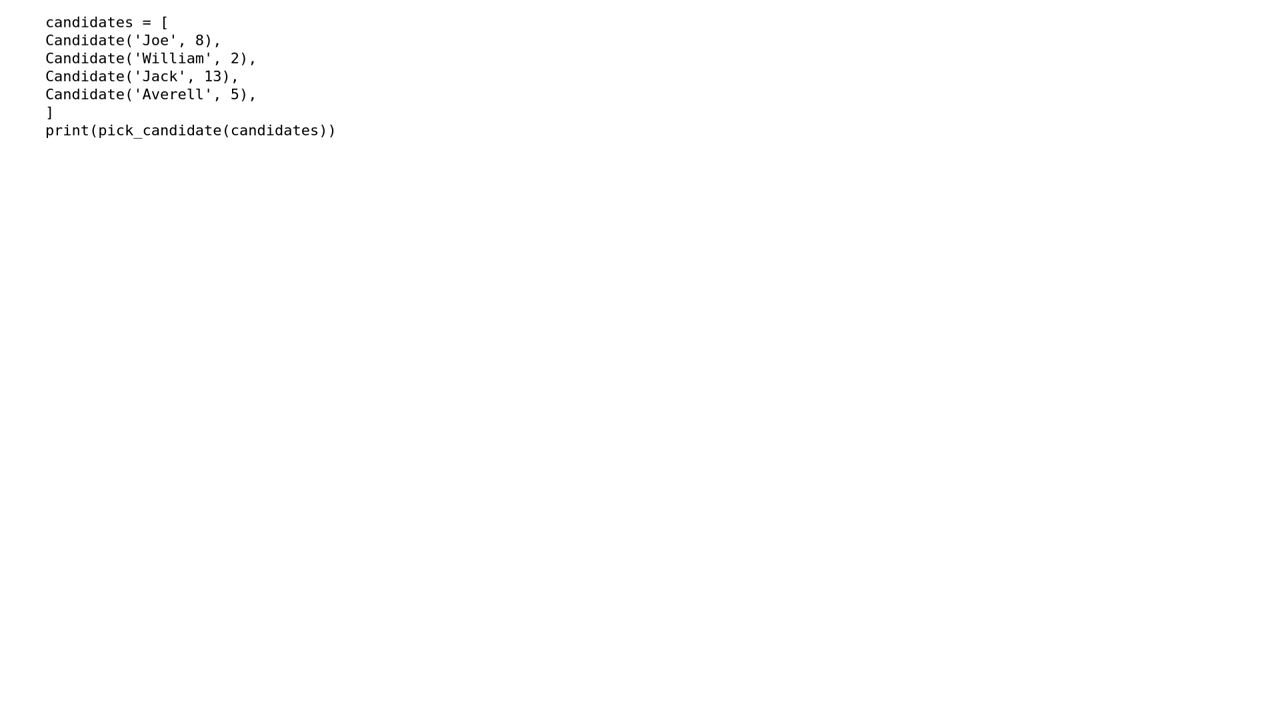 candidates = [
Candidate('Joe', 8),
Candidate('William', 2),
Candidate('Jack', 13),
Candidate('Averell', 5),
]
print(pick_candidate(candidates))